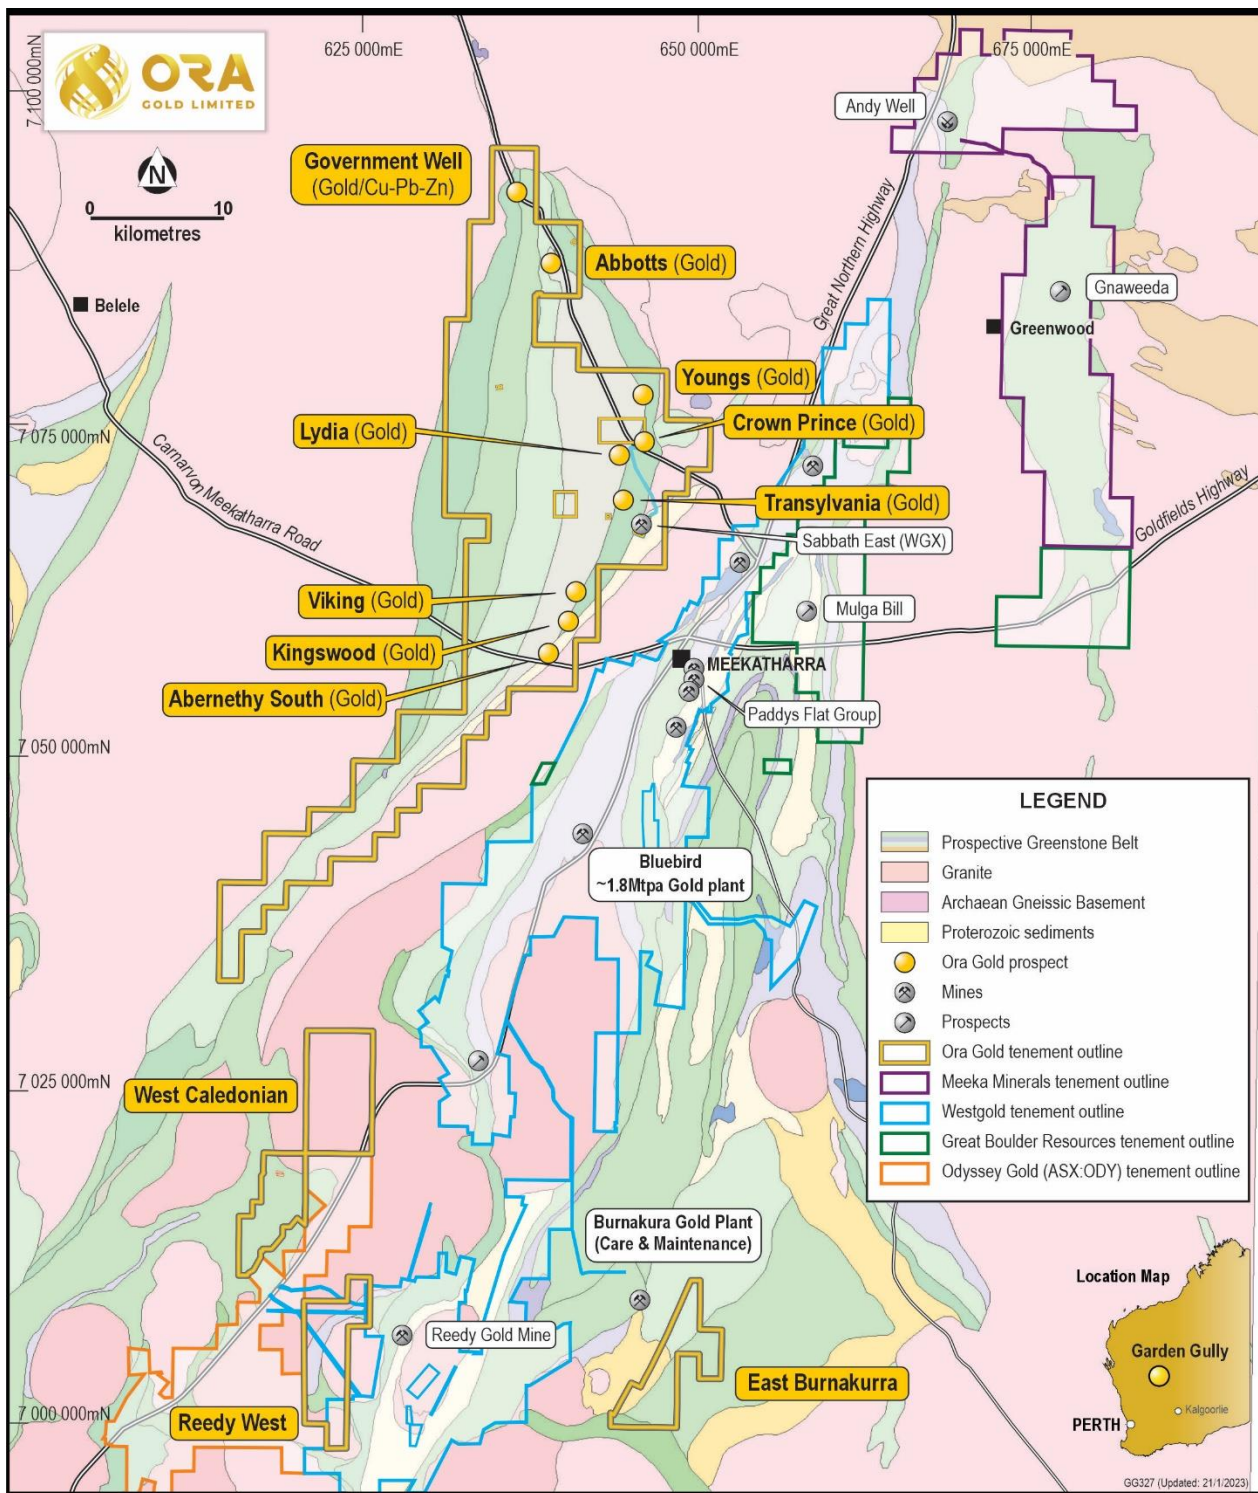 625 000mE
650 000mE
675 000mE
7 100 000mN
ORA
GOLD LIMITED
N
0 10
kilometres
Government Well
(Gold/Cu-Pb-Zn)
Andy Well
Great Northern Highway
Abbotts (Gold)
Gnaweeda
Belele
Greenwood
Youngs (Gold)
Crown Prince (Gold)
Lydia (Gold)
7 075 000mN
Carnarvon Meekatharra Road
Transylvania (Gold)
Goldfields Highway
Sabbath East (WGX)
Viking (Gold)
Mulga Bill
Kingswood (Gold)
MEEKATHARRA
Abernethy South (Gold)
Paddys Flat Group
7 050 000mN
LEGEND
Prospective Greenstone Belt
Granite
Archaean Gneissic Basement
Proterozoic sediments
Ora Gold prospect
Mines
Prospects
Ora Gold tenement outline
Meeka Minerals tenement outline
Westgold tenement outline
Great Boulder Resources tenement outline
Odyssey Gold (ASX:ODY) tenement outline
Bluebird
~1.8Mtpa Gold plant
7 025 000mN
West Caledonian
Burnakura Gold Plant
(Care & Maintenance)
Reedy Gold Mine
East Burnakurra
7 000 000mN
Reedy West
Location Map
Garden Gully
Kalgoorlie
PERTH
GG327 (Updated: 21/1/2023)